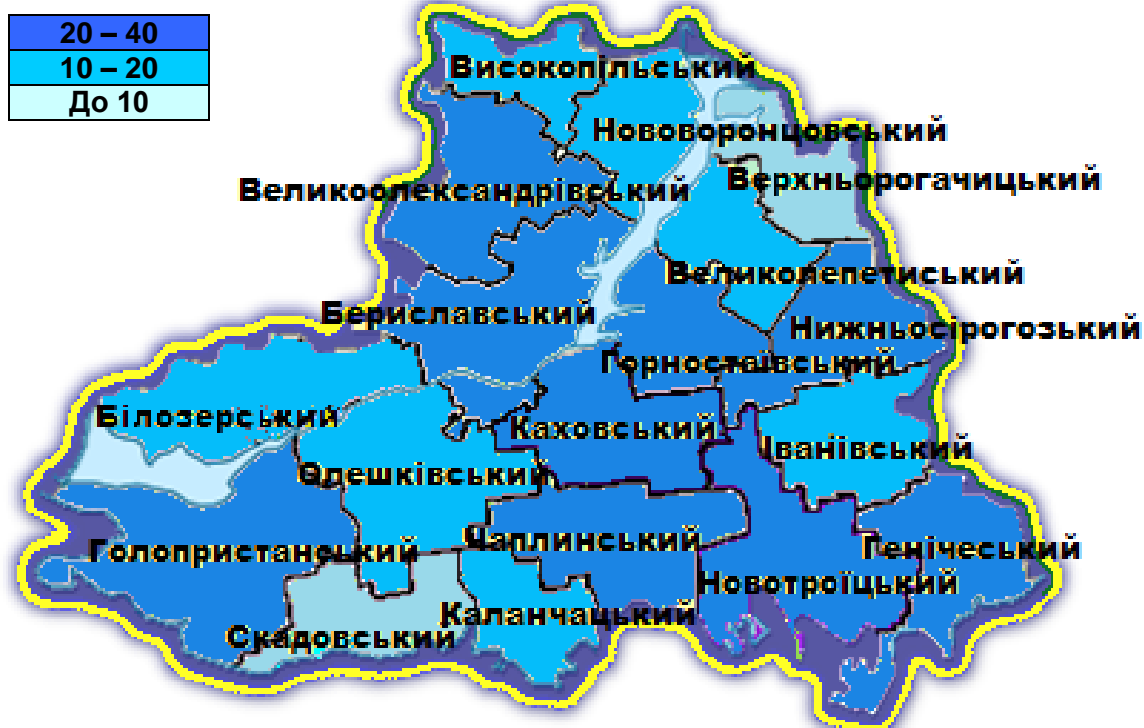 20 – 40
10 – 20
До 10
Високопільський
Нововоронцовський
Верхньорогачицький
Великоолександрівський
Великолепетиський
Бериславський
Нижньосірогозький
Горностаївський
Білозерський
Каховський
Іванівський
Олешківський
Чаплинський
Голопристанський
Генічеський
Новотроїцький
Каланчацький
Скадовський